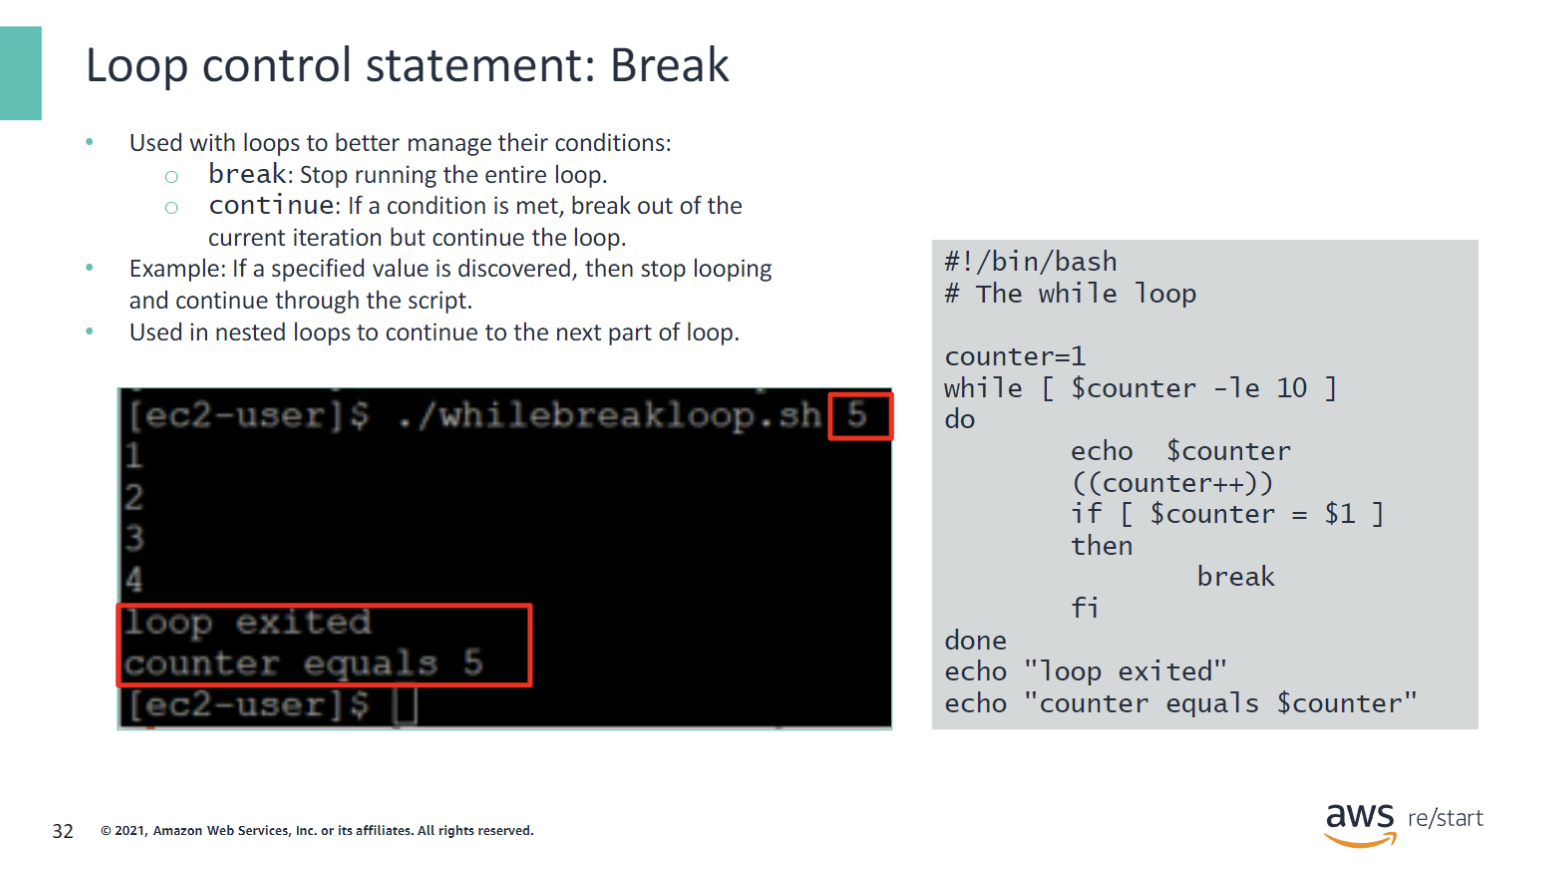 Loop control statement: Break
• Used with loops to better manage their conditions:
○ break: Stop running the entire loop.
○ continue: If a condition is met, break out of the
current iteration but continue the loop.
• Example: If a specified value is discovered, then stop looping
and continue through the script.
• Used in nested loops to continue to the next part of loop.
[ec2-user]$ ./whilebreakloop.sh 5
1
2
3
4
loop exited
counter equals 5
[ec2-user]$
#!/bin/bash
# The while loop
counter=1
while [ $counter -le 10 ]
do
echo  $counter
((counter++))
if [ $counter = $1 ]
then
break
fi
done
echo "loop exited"
echo "counter equals $counter"
32
© 2021, Amazon Web Services, Inc. or its affiliates. All rights reserved.
aws re/start